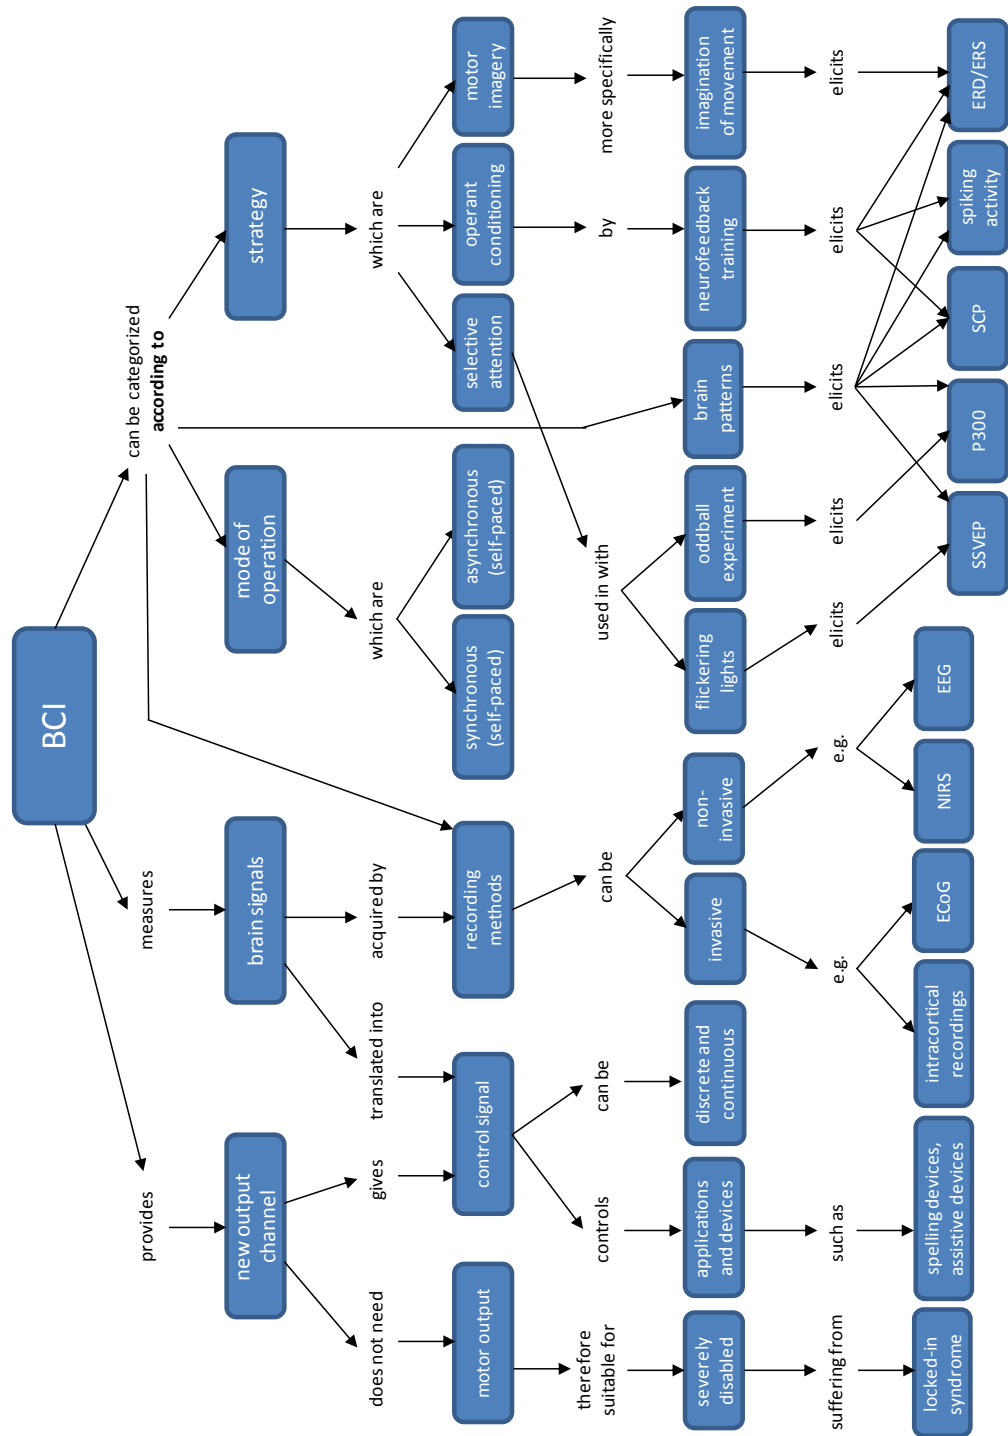 BCI
provides
measures
can be categorized
according to
new output
channel
brain signals
mode of
operation
strategy
does not need
gives
translated into
acquired by
which are
which are
motor output
control signal
recording
methods
synchronous
(self-paced)
asynchronous
(self-paced)
selective
attention
operant
conditioning
motor
imagery
therefore
suitable for
controls
can be
can be
used in with
by
more specifically
severely
disabled
applications
and devices
discrete and
continuous
invasive
non-
invasive
flickering
lights
oddball
experiment
brain
patterns
neurofeedback
training
imagination
of movement
suffering from
such as
e.g.
e.g.
elicits
elicits
elicits
elicits
elicits
locked-in
syndrome
spelling devices,
assistive devices
intracortical
recordings
ECoG
NIRS
EEG
SSVEP
P300
SCP
spiking
activity
ERD/ERS